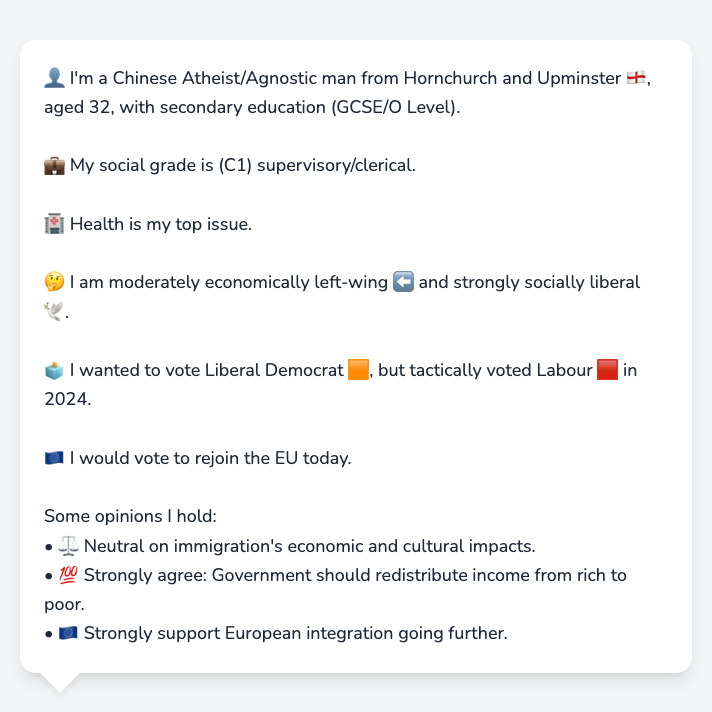 👤 I'm a Chinese Atheist/Agnostic man from Hornchurch and Upminster 🏴󠁧󠁢󠁥󠁮󠁧󠁿,
aged 32, with secondary education (GCSE/O Level).
💼 My social grade is (C1) supervisory/clerical.
🏥 Health is my top issue.
🤔 I am moderately economically left-wing ⬅️ and strongly socially liberal
🕊️.
🗳️ I wanted to vote Liberal Democrat 🟧, but tactically voted Labour 🟥 in
2024.
🇪🇺 I would vote to rejoin the EU today.
Some opinions I hold:
• ⚖️ Neutral on immigration's economic and cultural impacts.
• 💯 Strongly agree: Government should redistribute income from rich to
poor.
• 🇪🇺 Strongly support European integration going further.